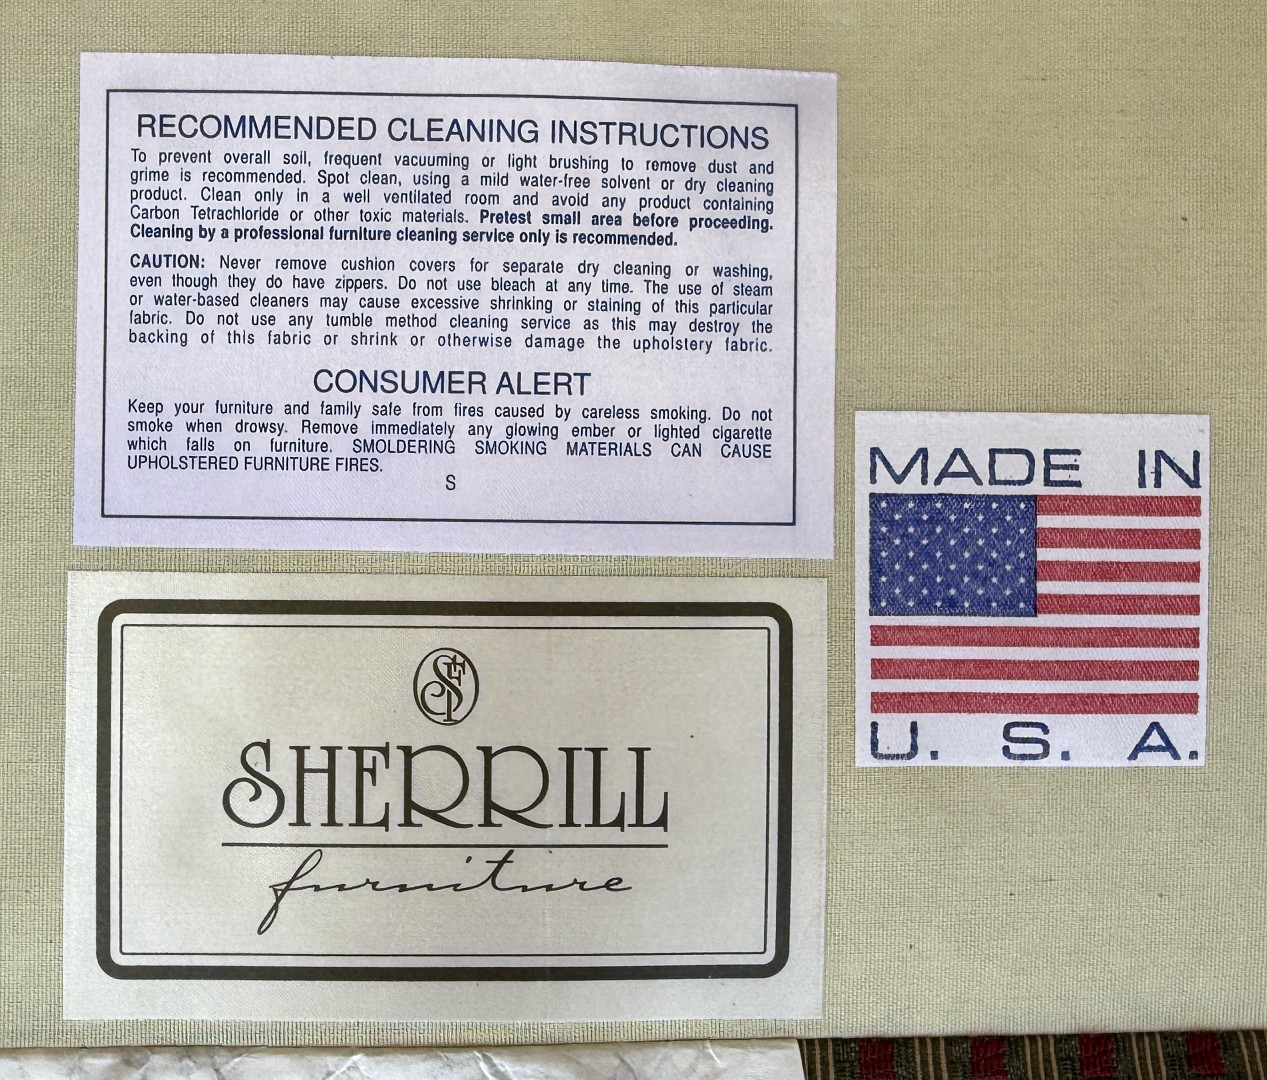 RECOMMENDED CLEANING INSTRUCTIONS
To prevent overall soil, frequent vacuuming or light brushing to remove dust and
grime is recommended. Spot clean, using a mild water-free solvent or dry cleaning
product. Clean only in a well ventilated room and avoid any product containing
Carbon Tetrachloride or other toxic materials. Pretest small area before proceeding.
Cleaning by a professional furniture cleaning service only is recommended.
CAUTION: Never remove cushion covers for separate dry cleaning or washing,
even though they do have zippers. Do not use bleach at any time. The use of steam
or water-based cleaners may cause excessive shrinking or staining of this particular
fabric. Do not use any tumble method cleaning service as this may destroy the
backing of this fabric or shrink or otherwise damage the upholstery fabric.
CONSUMER ALERT
Keep your furniture and family safe from fires caused by careless smoking. Do not
smoke when drowsy. Remove immediately any glowing ember or lighted cigarette
which falls on furniture. SMOLDERING SMOKING MATERIALS CAN CAUSE
UPHOLSTERED FURNITURE FIRES.
S
MADE IN
U. S. A.
SF
SHERRILL
furniture